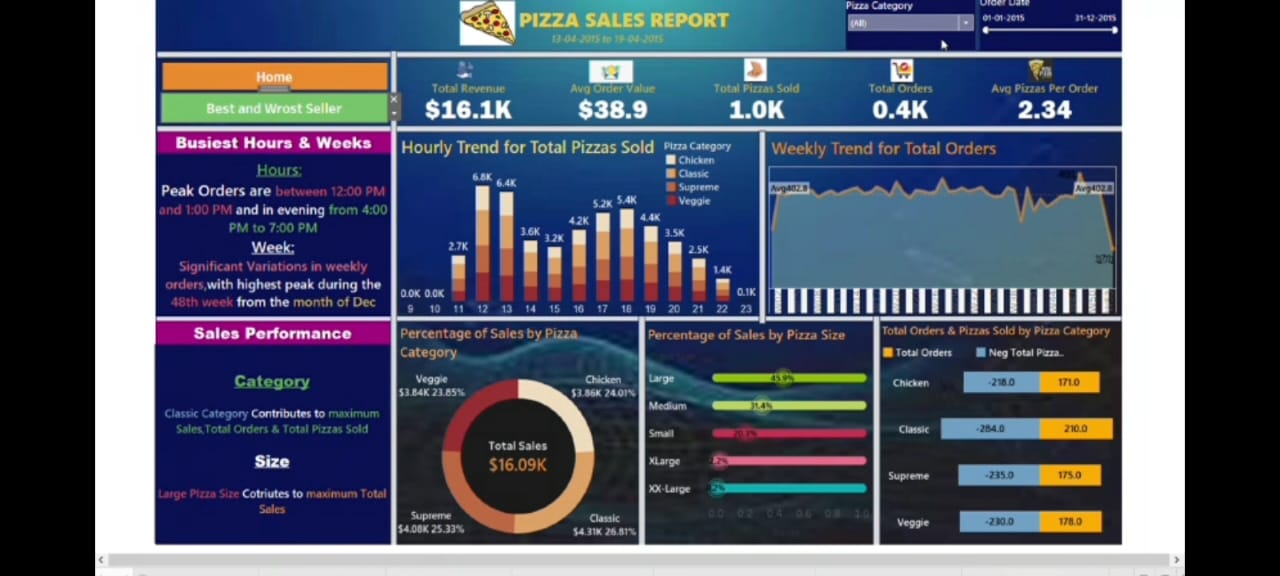 PIZZA SALES REPORT
13-04-2015 to 19-04-2015
Pizza Category
(All)
Order Date
01-01-2015
31-12-2015
Home
Best and Wrost Seller
Total Revenue
$16.1K
Avg Order Value
$38.9
Total Pizzas Sold
1.0K
Total Orders
0.4K
Avg Pizzas Per Order
2.34
Busiest Hours & Weeks
Hours:
Peak Orders are between 12:00 PM
and 1:00 PM and in evening from 4:00
PM to 7:00 PM
Week:
Significant Variations in weekly
orders,with highest peak during the
48th week from the month of Dec
Hourly Trend for Total Pizzas Sold
Pizza Category
Chicken
Classic
Supreme
Veggie
0.0K 0.0K 2.7K 6.8K 6.4K 3.6K 3.2K 4.2K 5.2K 5.4K 4.4K 3.5K 2.5K 1.4K 0.1K
9 10 11 12 13 14 15 16 17 18 19 20 21 22 23
Weekly Trend for Total Orders
Avg402.8
Avg402.8
Sales Performance
Category
Classic Category Contributes to maximum
Sales,Total Orders & Total Pizzas Sold
Size
Large Pizza Size Cotriutes to maximum Total
Sales
Percentage of Sales by Pizza
Category
Veggie
$3.84K 23.85%
Chicken
$3.86K 24.01%
Total Sales
$16.09K
Supreme
$4.08K 25.33%
Classic
$4.31K 26.81%
Percentage of Sales by Pizza Size
Large 45.9%
Medium 31.4%
Small 20.3%
XLarge
XX-Large
0.0 0.2 0.4 0.6 0.8 1.0
Total Orders & Pizzas Sold by Pizza Category
Total Orders
Neg Total Pizza..
Chicken -218.0 171.0
Classic -284.0 210.0
Supreme -235.0 175.0
Veggie -230.0 178.0